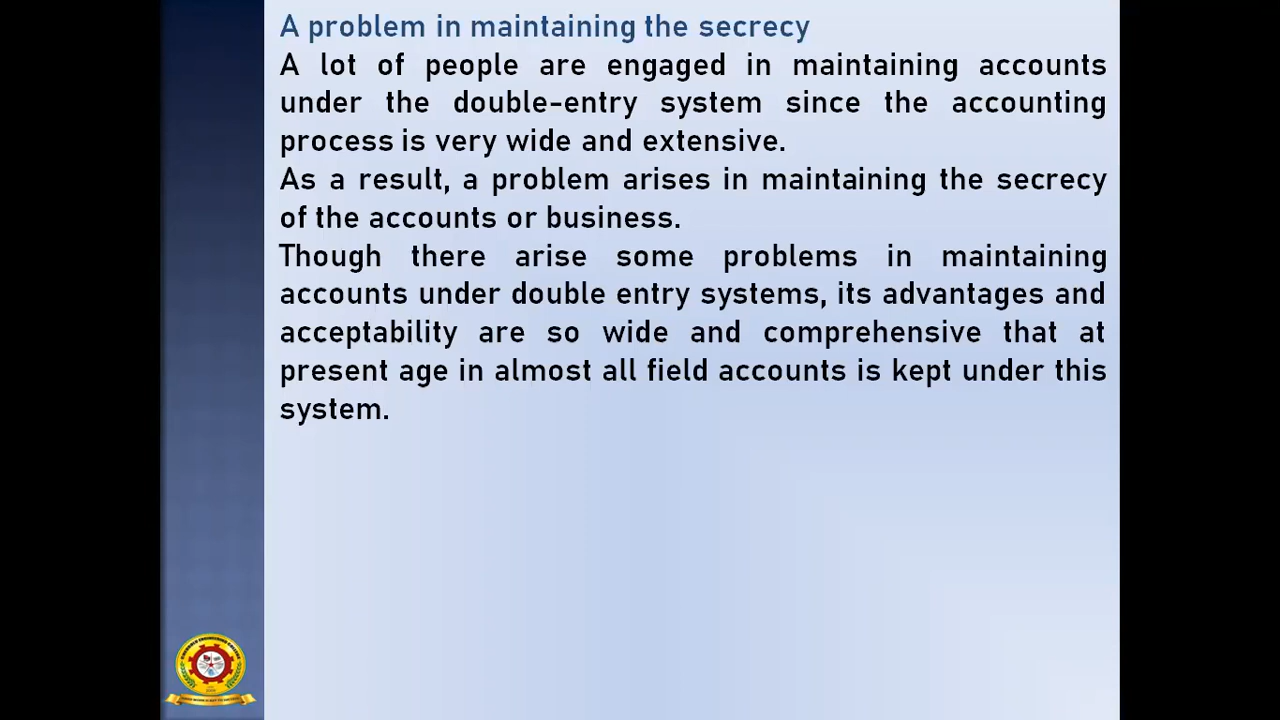 A problem in maintaining the secrecy
A lot of people are engaged in maintaining accounts
under the double-entry system since the accounting
process is very wide and extensive.
As a result, a problem arises in maintaining the secrecy
of the accounts or business.
Though there arise some problems in maintaining
accounts under double entry systems, its advantages and
acceptability are so wide and comprehensive that at
present age in almost all field accounts is kept under this
system.